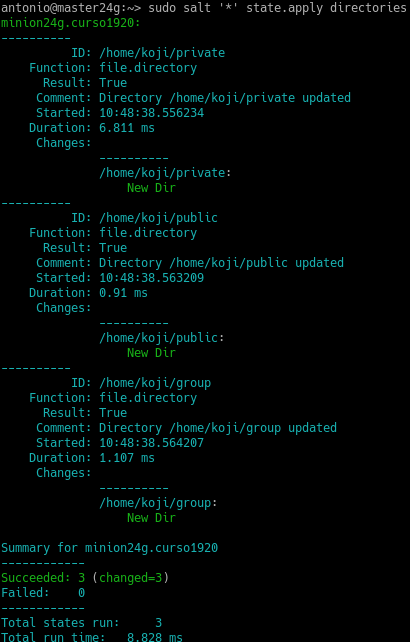 antonio@master24g:~> sudo salt '*' state.apply directories
minion24g.curso1920:
----------
          ID: /home/koji/private
    Function: file.directory
      Result: True
     Comment: Directory /home/koji/private updated
     Started: 10:48:38.556234
    Duration: 6.811 ms
     Changes:
              ----------
              /home/koji/private:
                  New Dir
----------
          ID: /home/koji/public
    Function: file.directory
      Result: True
     Comment: Directory /home/koji/public updated
     Started: 10:48:38.563209
    Duration: 0.91 ms
     Changes:
              ----------
              /home/koji/public:
                  New Dir
----------
          ID: /home/koji/group
    Function: file.directory
      Result: True
     Comment: Directory /home/koji/group updated
     Started: 10:48:38.564207
    Duration: 1.107 ms
     Changes:
              ----------
              /home/koji/group:
                  New Dir

Summary for minion24g.curso1920
------------
Succeeded: 3 (changed=3)
Failed:    0
------------
Total states run:     3
Total run time:   8.828 ms